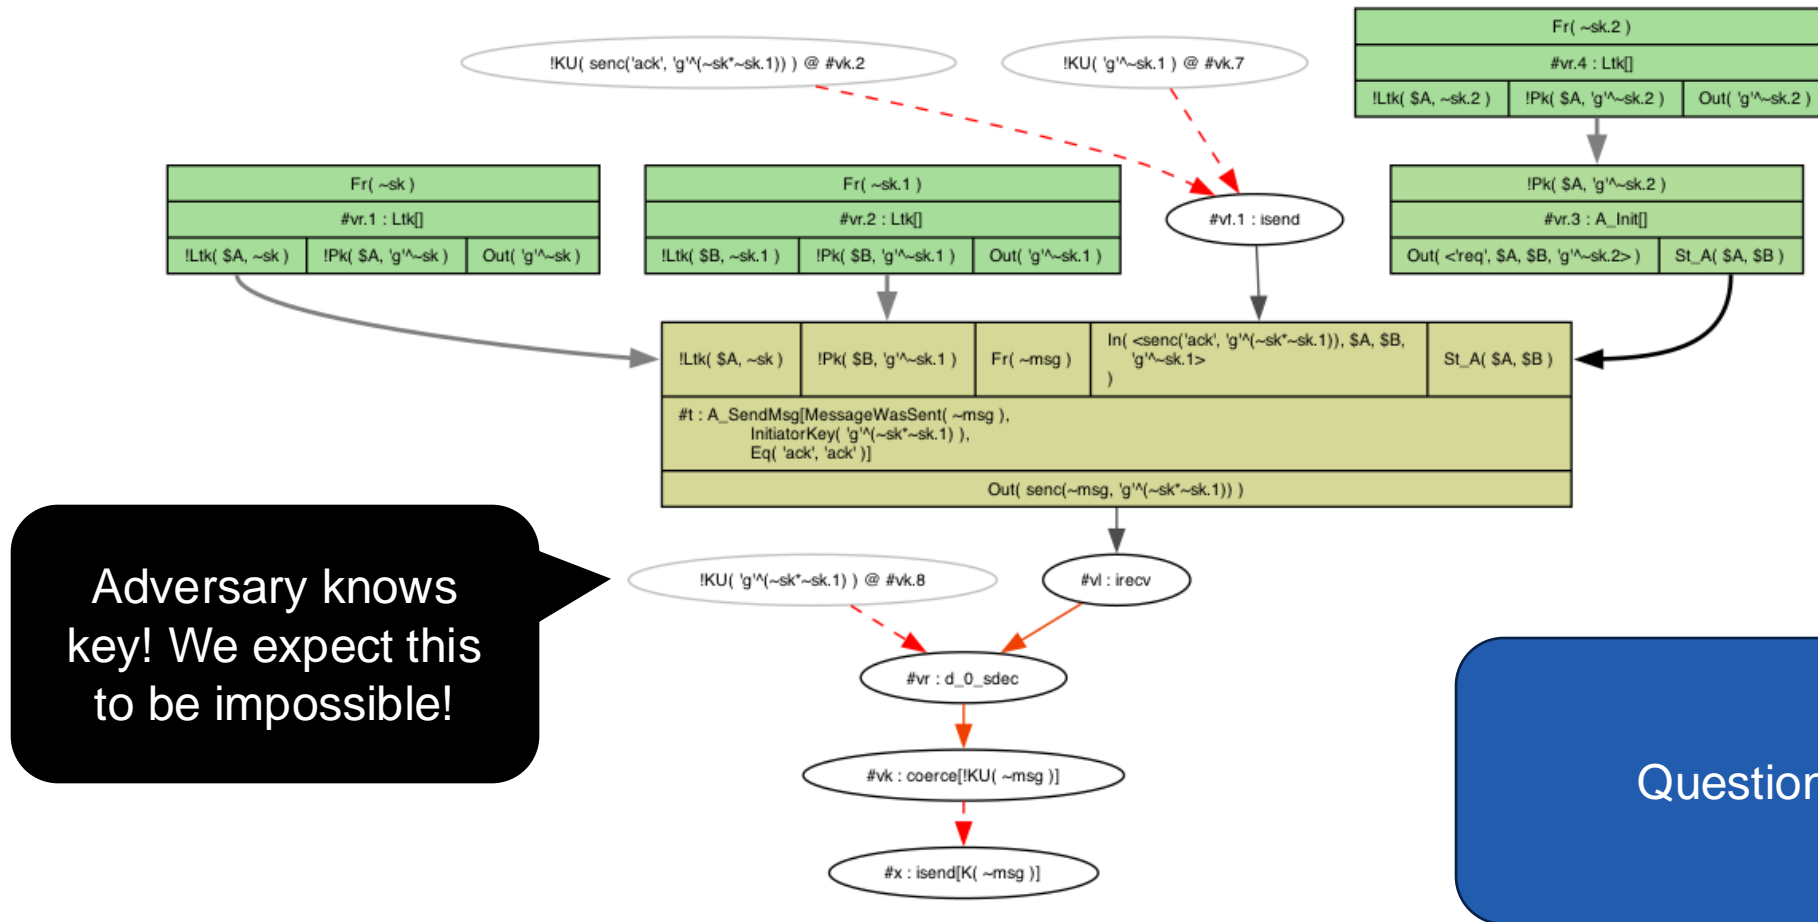 Fr( ~sk.2 )
!KU( senc('ack', 'g'^(~sk*~sk.1)) ) @ #vk.2
!KU( 'g'^~sk.1 ) @ #vk.7
#vr.4 : Ltk[]
!Ltk( $A, ~sk.2 )
!Pk( $A, 'g'^~sk.2 )
Out( 'g'^~sk.2 )
Fr( ~sk )
#vr.1 : Ltk[]
!Ltk( $A, ~sk )
!Pk( $A, 'g'^~sk )
Out( 'g'^~sk )
Fr( ~sk.1 )
#vr.2 : Ltk[]
!Ltk( $B, ~sk.1 )
!Pk( $B, 'g'^~sk.1 )
Out( 'g'^~sk.1 )
#vf.1 : isend
!Pk( $A, 'g'^~sk.2 )
#vr.3 : A_Init[]
Out( <'req', $A, $B, 'g'^~sk.2> )
St_A( $A, $B )
!Ltk( $A, ~sk )
!Pk( $B, 'g'^~sk.1 )
Fr( ~msg )
In( <senc('ack', 'g'^(~sk*~sk.1)), $A, $B,
'g'^~sk.1>
)
St_A( $A, $B )
#t : A_SendMsg[MessageWasSent( ~msg ),
InitiatorKey( 'g'^(~sk*~sk.1) ),
Eq( 'ack', 'ack' )]
Out( senc(~msg, 'g'^(~sk*~sk.1)) )
Adversary knows
key! We expect this
to be impossible!
!KU( 'g'^(~sk*~sk.1) ) @ #vk.8
#vl : irecv
#vr : d_0_sdec
#vk : coerce[!KU( ~msg )]
#x : isend[K( ~msg )]
Question